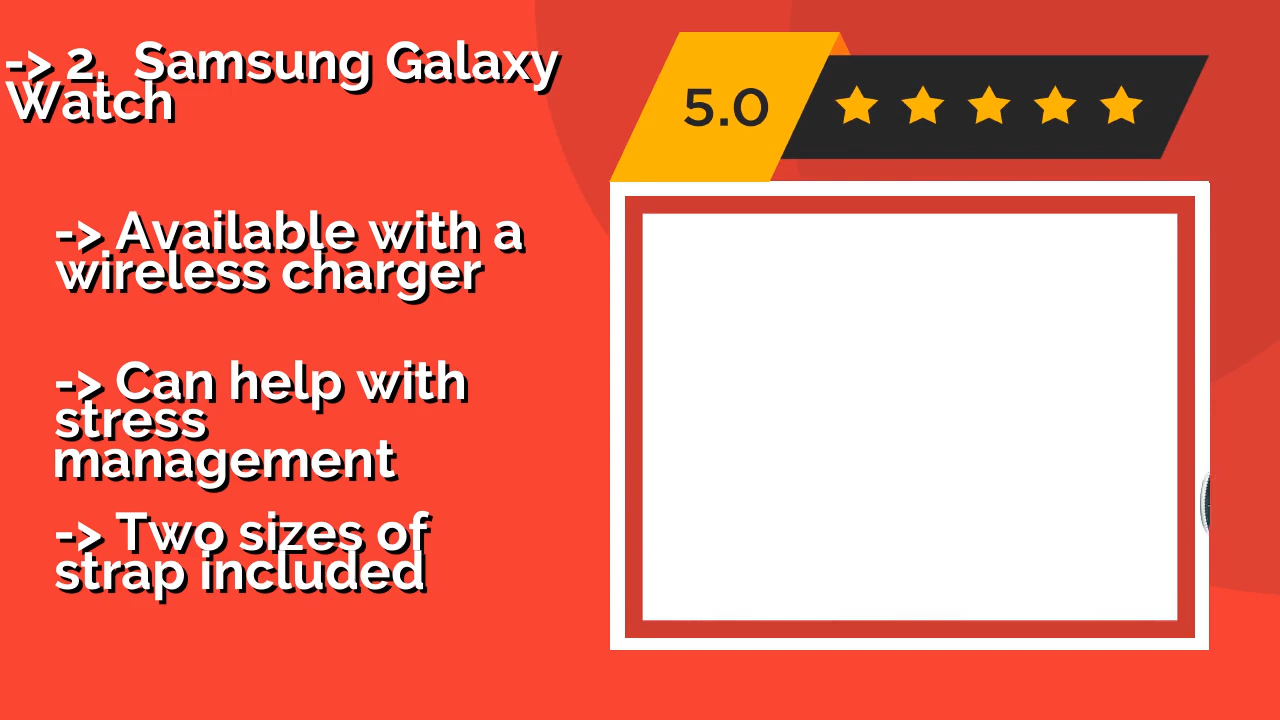 -> 2.  Samsung Galaxy
Watch
5.0
-> Available with a
wireless charger
-> Can help with
stress
management
-> Two sizes of
strap included